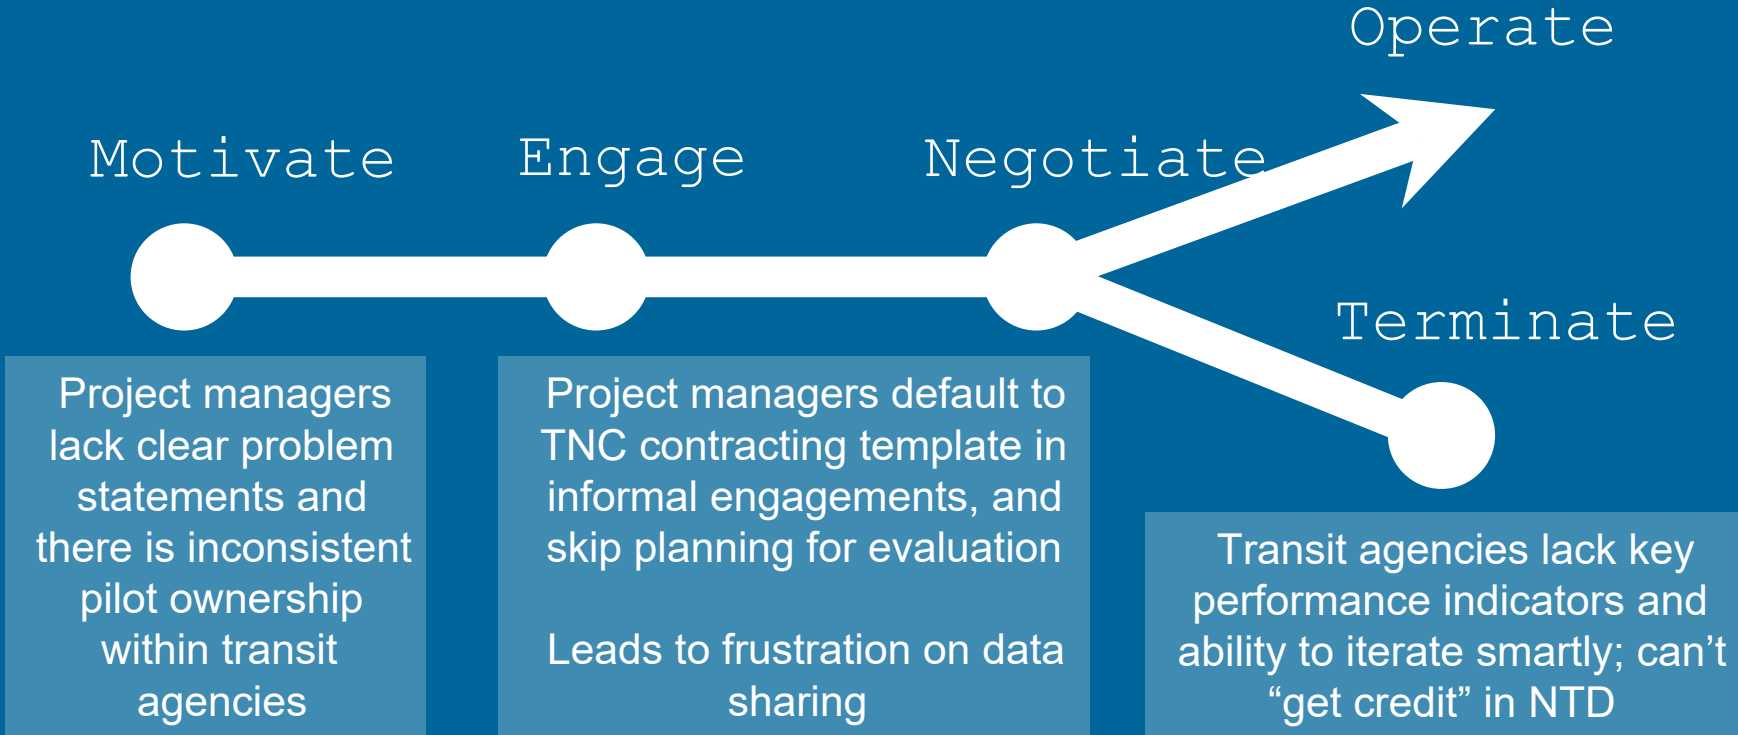 Operate
Motivate
Engage
Negotiate
Terminate
Project managers
lack clear problem
statements and
there is inconsistent
pilot ownership
within transit
agencies
Project managers default to
TNC contracting template in
informal engagements, and
skip planning for evaluation
Leads to frustration on data
sharing
Transit agencies lack key
performance indicators and
ability to iterate smartly; can’t
“get credit” in NTD